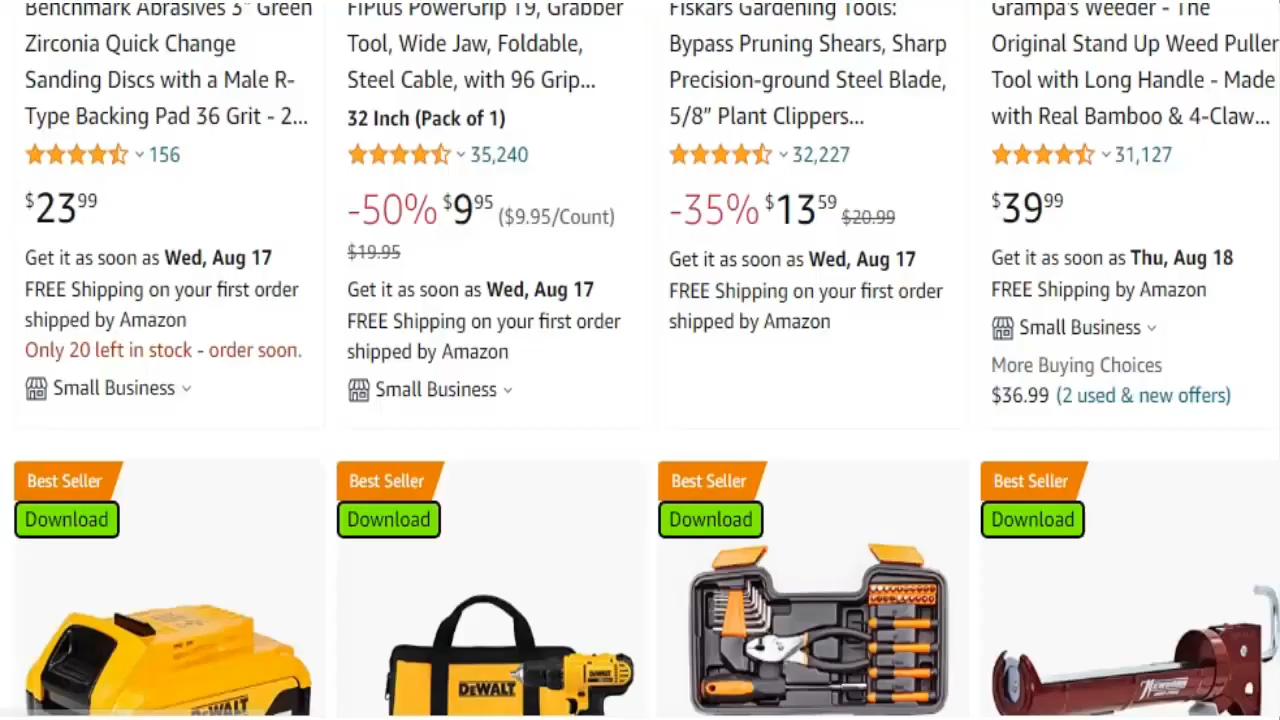 Benchmark Abrasives 3" Green
Zirconia Quick Change
Sanding Discs with a Male R-
Type Backing Pad 36 Grit - 2...
156
$23.99
Get it as soon as Wed, Aug 17
FREE Shipping on your first order
shipped by Amazon
Only 20 left in stock - order soon.
Small Business
FiPlus PowerGrip T9, Grabber
Tool, Wide Jaw, Foldable,
Steel Cable, with 96 Grip...
32 Inch (Pack of 1)
35,240
-50% $9.95 ($9.95/Count)
$19.95
Get it as soon as Wed, Aug 17
FREE Shipping on your first order
shipped by Amazon
Small Business
Fiskars Gardening Tools:
Bypass Pruning Shears, Sharp
Precision-ground Steel Blade,
5/8” Plant Clippers...
32,227
-35% $13.59 $20.99
Get it as soon as Wed, Aug 17
FREE Shipping on your first order
shipped by Amazon
Grampa's Weeder - The
Original Stand Up Weed Puller
Tool with Long Handle - Made
with Real Bamboo & 4-Claw...
31,127
$39.99
Get it as soon as Thu, Aug 18
FREE Shipping by Amazon
Small Business
More Buying Choices
$36.99 (2 used & new offers)
Best Seller
Download
DEWALT
Best Seller
Download
DEWALT
Best Seller
Download
Best Seller
Download
Newborn